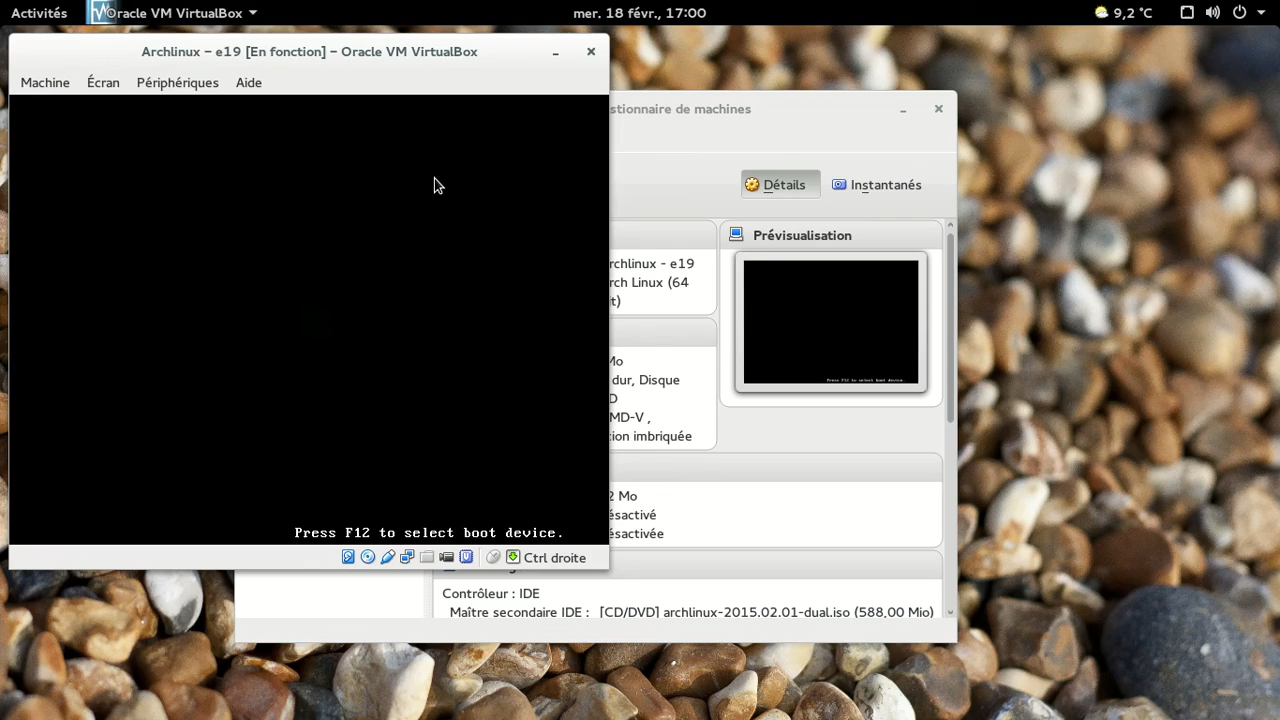 Activités
Oracle VM VirtualBox
mer. 18 févr., 17:00
9,2 °C
Archlinux – e19 [En fonction] – Oracle VM VirtualBox
Machine
Écran
Périphériques
Aide
Press F12 to select boot device.
Ctrl droite
stionnaire de machines
Détails
Instantanés
Prévisualisation
rchlinux - e19
rch Linux (64
it)
Mo
dur, Disque
D
MD-V ,
ion imbriquée
2 Mo
ésactivé
ésactivée
Contrôleur : IDE
Maître secondaire IDE : [CD/DVD] archlinux-2015.02.01-dual.iso (588,00 Mio)